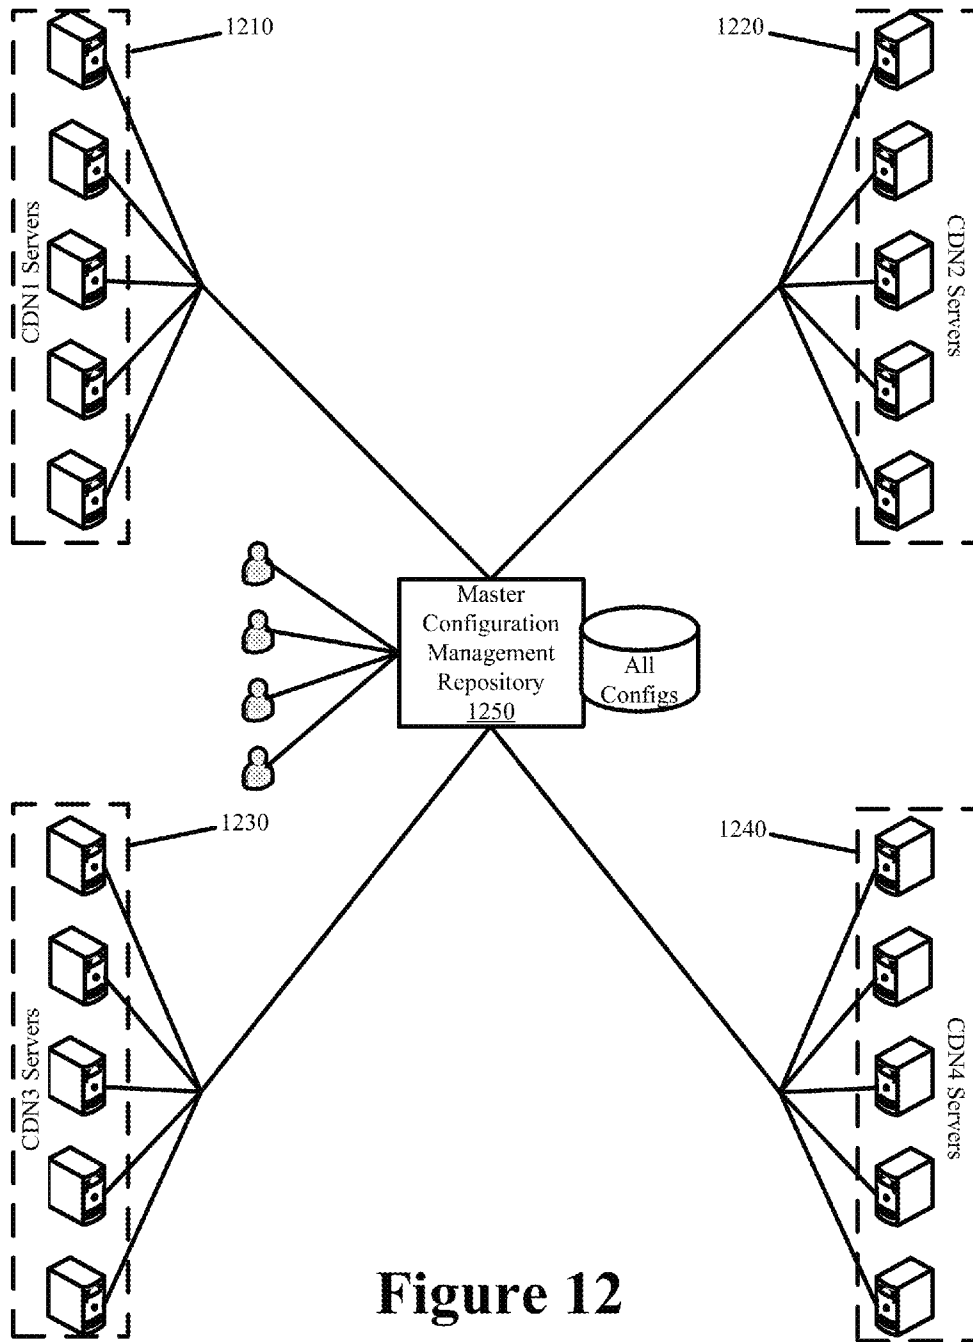 1210
1220
CDN1 Servers
CDN2 Servers
Master
Configuration
Management
Repository
1250
All
Configs
1230
1240
CDN3 Servers
CDN4 Servers
Figure 12